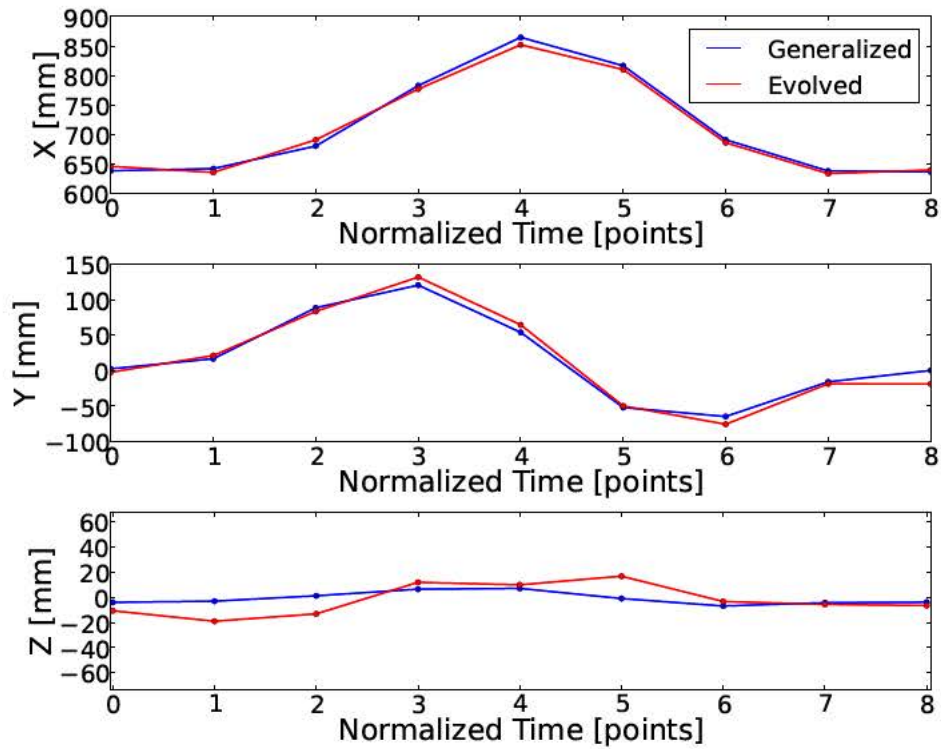 900
850
800
750
700
650
600
X [mm]
Generalized
Evolved
0 1 2 3 4 5 6 7 8
Normalized Time [points]
150
100
50
0
−50
−100
Y [mm]
0 1 2 3 4 5 6 7 8
Normalized Time [points]
60
40
20
0
−20
−40
−60
Z [mm]
0 1 2 3 4 5 6 7 8
Normalized Time [points]